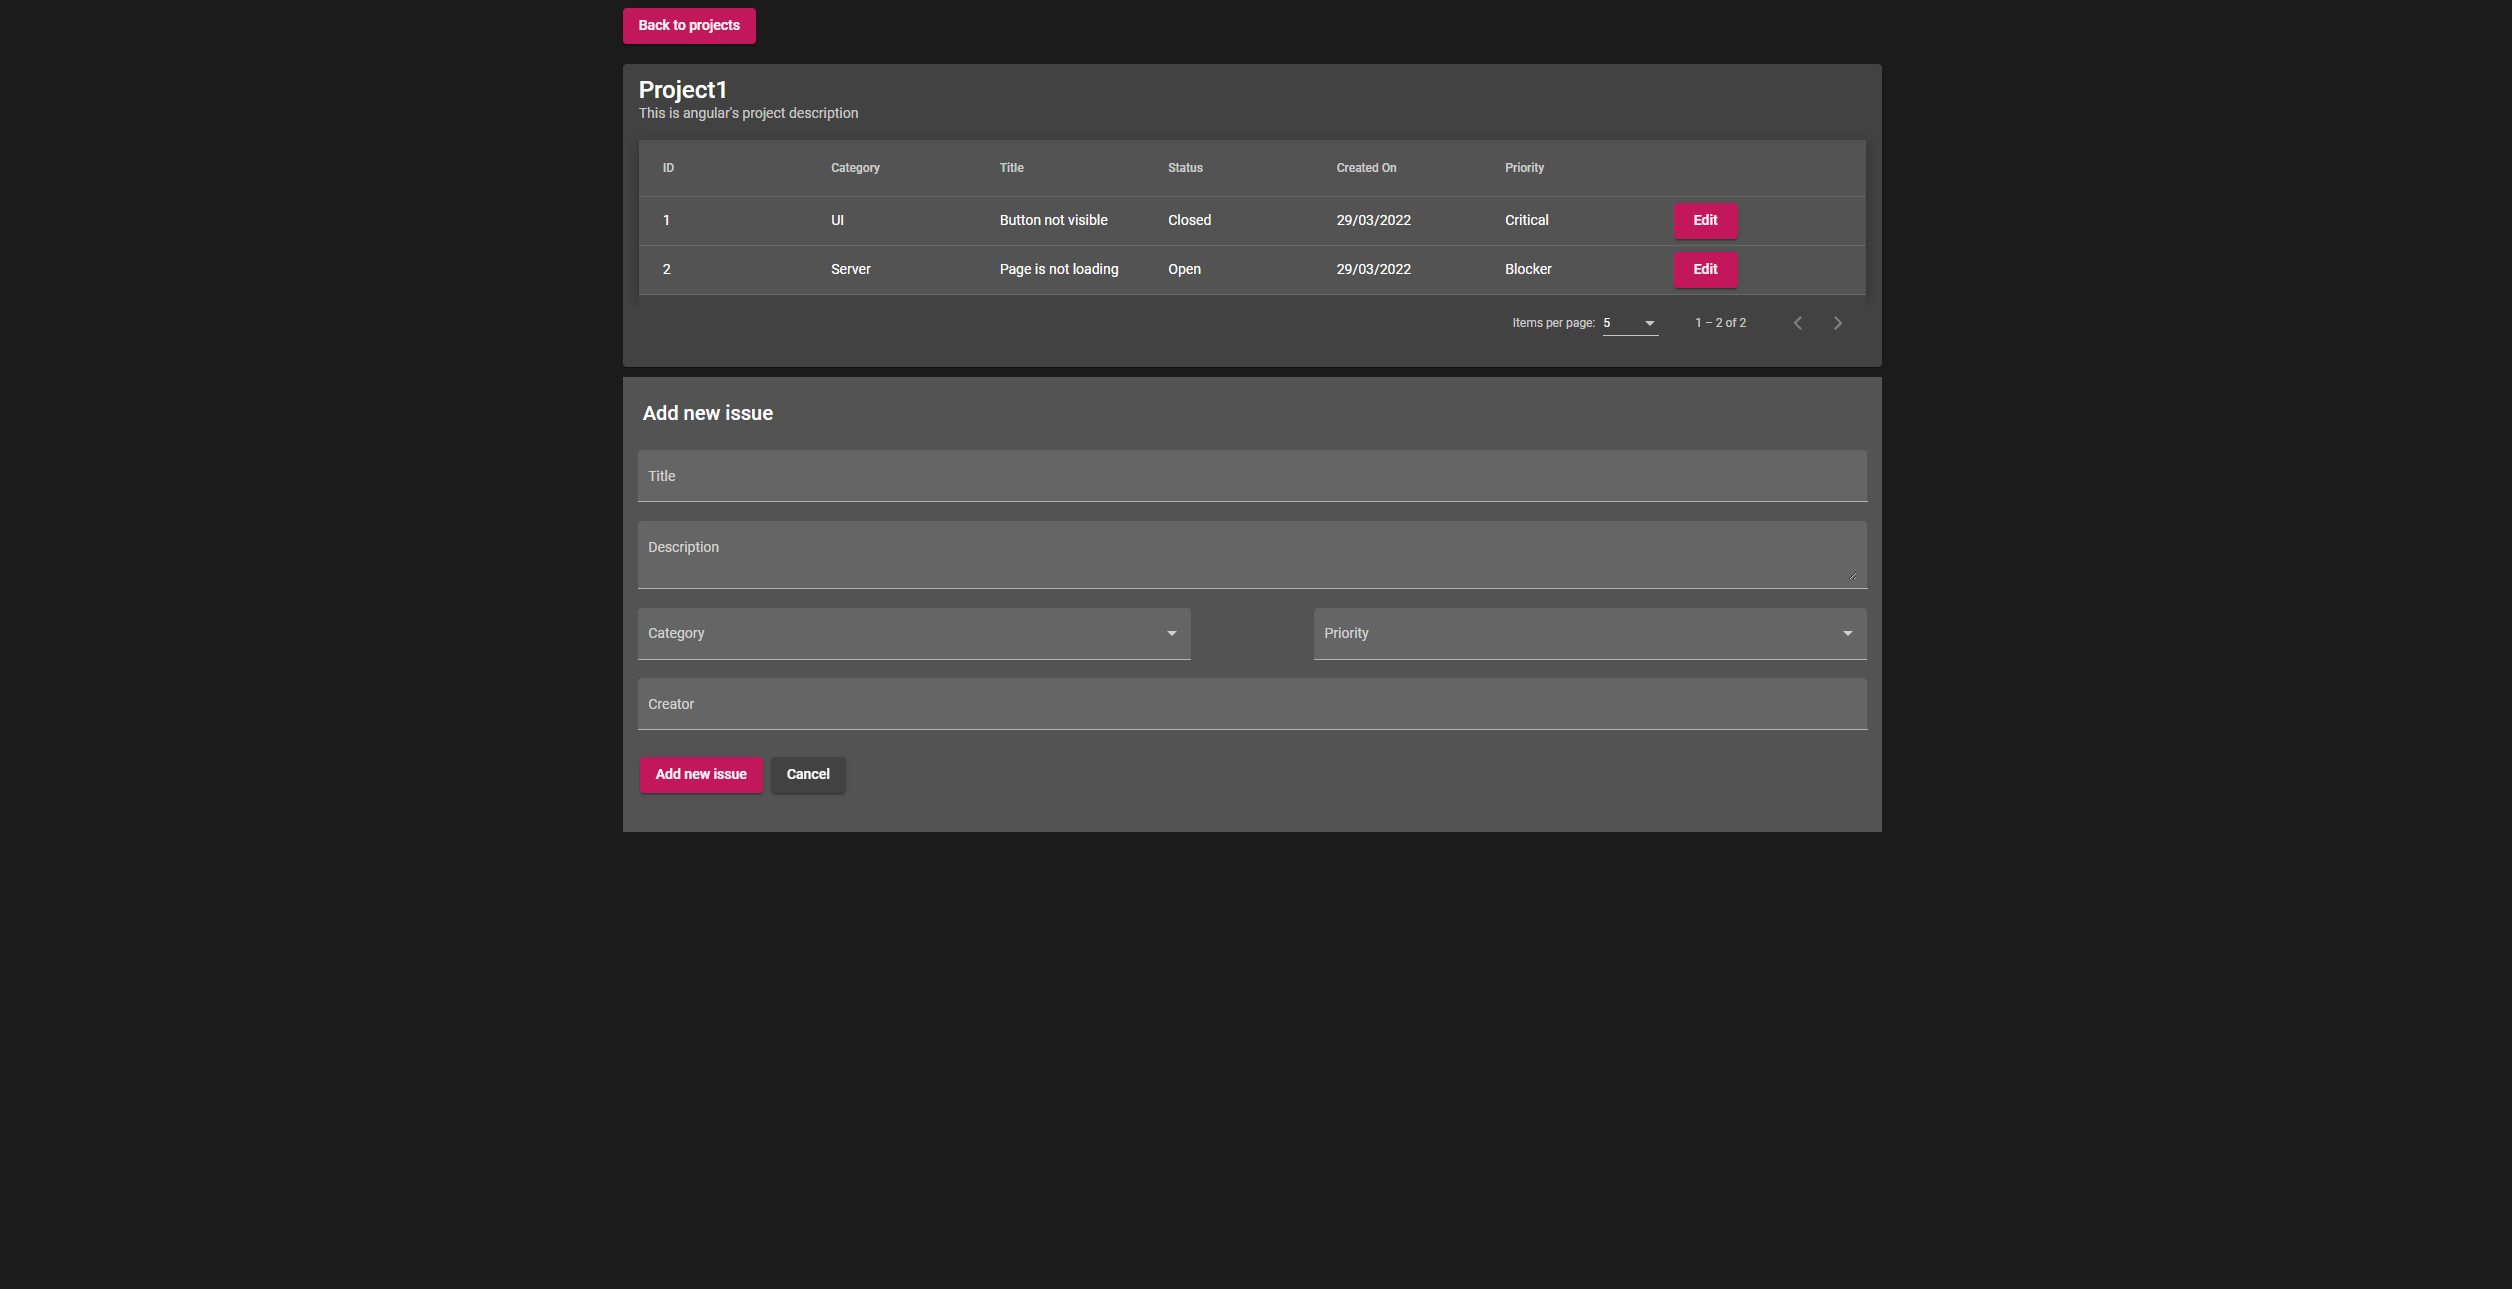 Back to projects
Project1
This is angular's project description
ID Category Title Status Created On Priority
1 UI Button not visible Closed 29/03/2022 Critical Edit
2 Server Page is not loading Open 29/03/2022 Blocker Edit
Items per page: 5 1 – 2 of 2
Add new issue
Title
Description
Category Priority
Creator
Add new issue Cancel